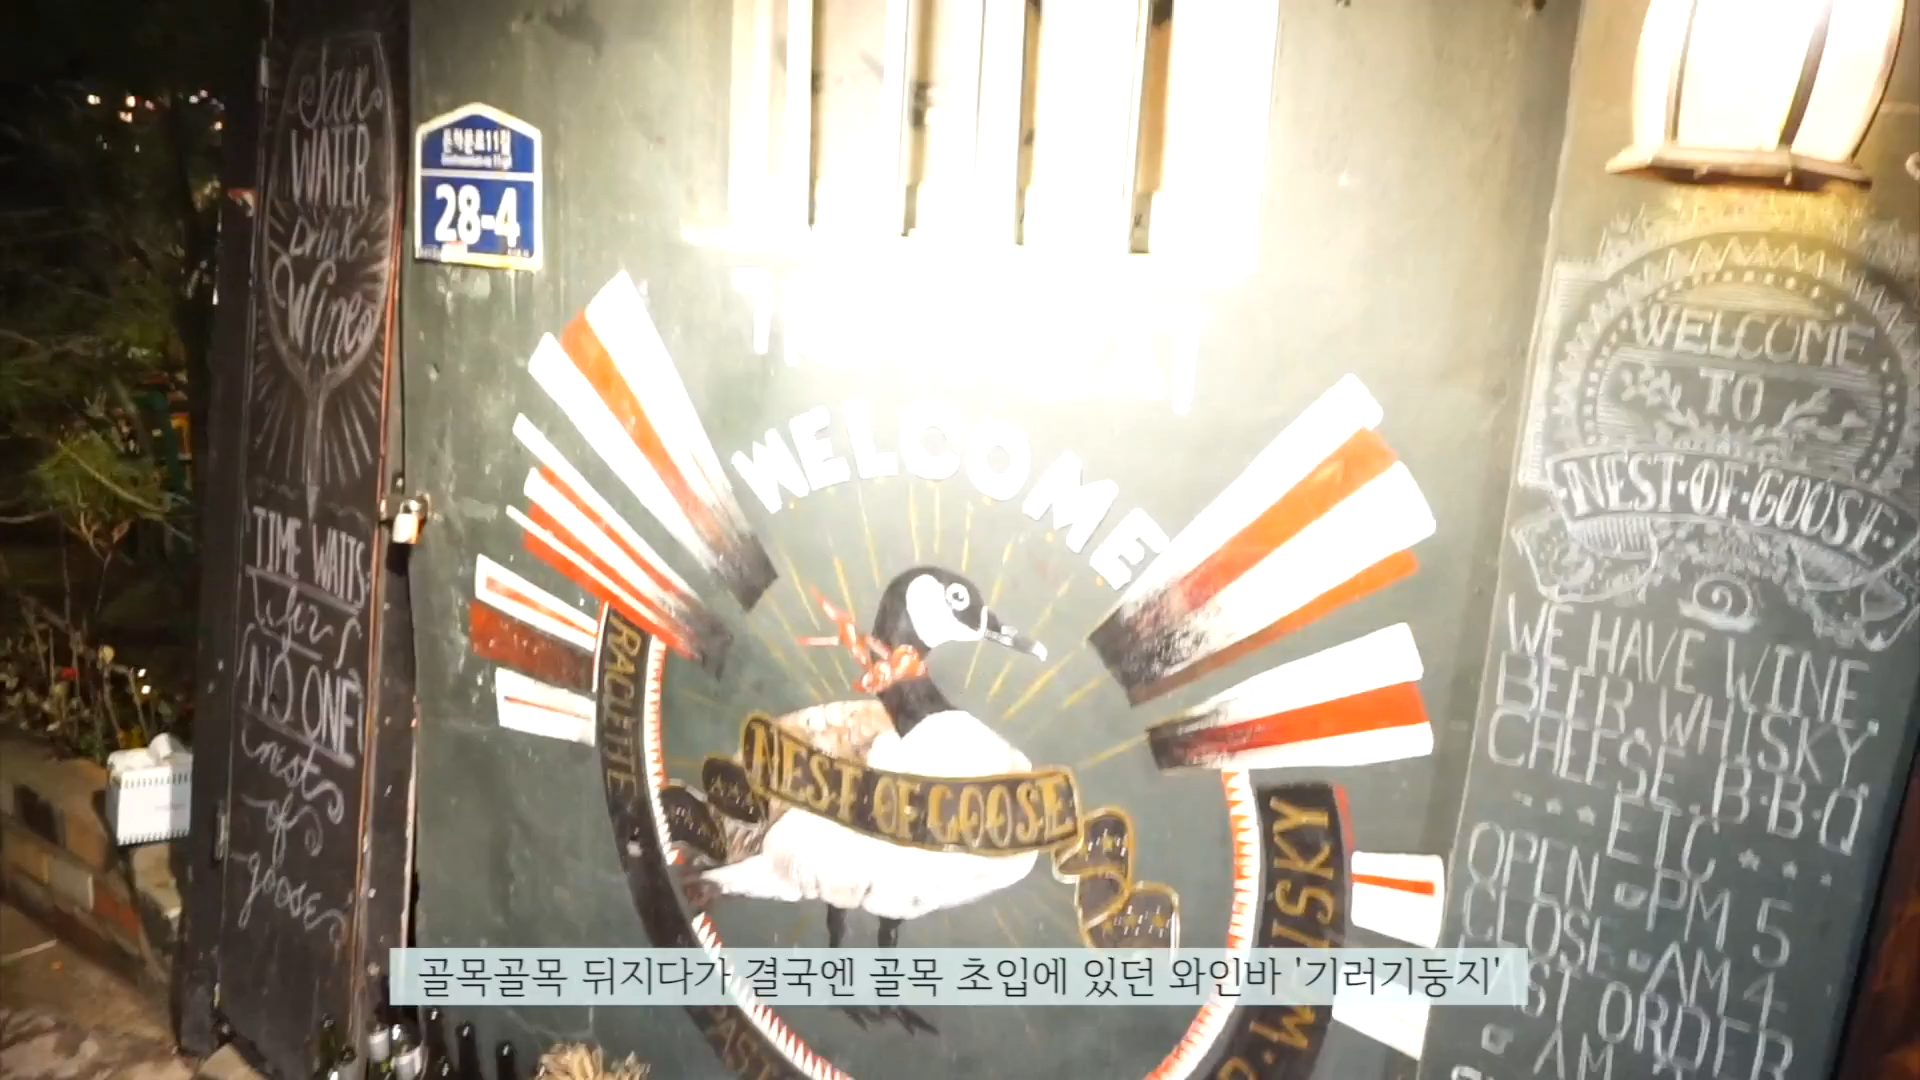 Save
WATER
Drink
Wine
TIME WAITS
for
NO ONE
nest
of
goose
28-4
WELCOME
RACLETTE
NEST·OF·GOOSE
WELCOME
TO
·NEST·OF·GOOSE·
WE HAVE WINE,
BEER, WHISKY,
CHEESE, B·B·Q
ETC
OPEN PM 5
CLOSE AM 4
LAST ORDER
AM
골목골목 뒤지다가 결국엔 골목 초입에 있던 와인바 '기러기둥지'